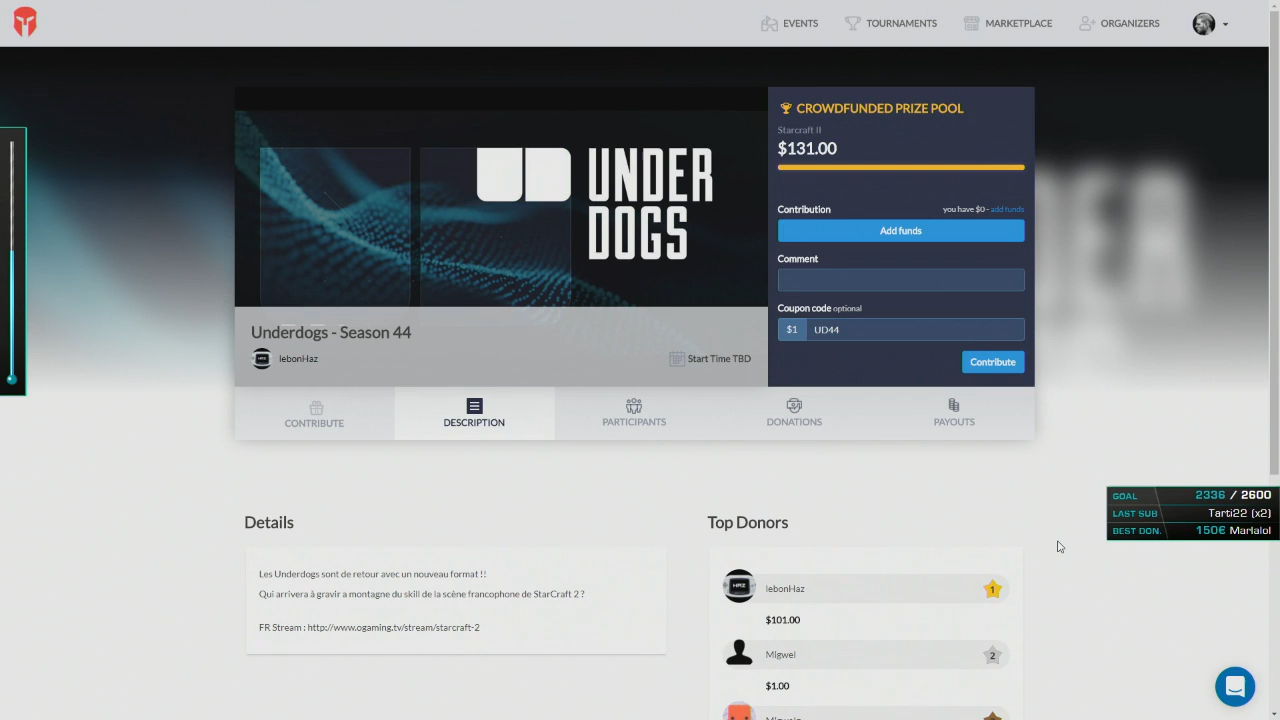 EVENTS
TOURNAMENTS
MARKETPLACE
ORGANIZERS
UNDER
DOGS
Underdogs - Season 44
lebonHaz
Start Time TBD
CROWDFUNDED PRIZE POOL
Starcraft II
$131.00
Contribution
you have $0 - add funds
Add funds
Comment
Coupon code optional
$1 UD44
Contribute
CONTRIBUTE
DESCRIPTION
PARTICIPANTS
DONATIONS
PAYOUTS
GOAL 2336 / 2600
LAST SUB Tarti22 (x2)
BEST DON. 150€ Marlalol
Details
Les Underdogs sont de retour avec un nouveau format !!
Qui arrivera à gravir a montagne du skill de la scène francophone de StarCraft 2 ?
FR Stream : http://www.ogaming.tv/stream/starcraft-2
Top Donors
HAZ
lebonHaz
1
$101.00
Migwel
2
$1.00